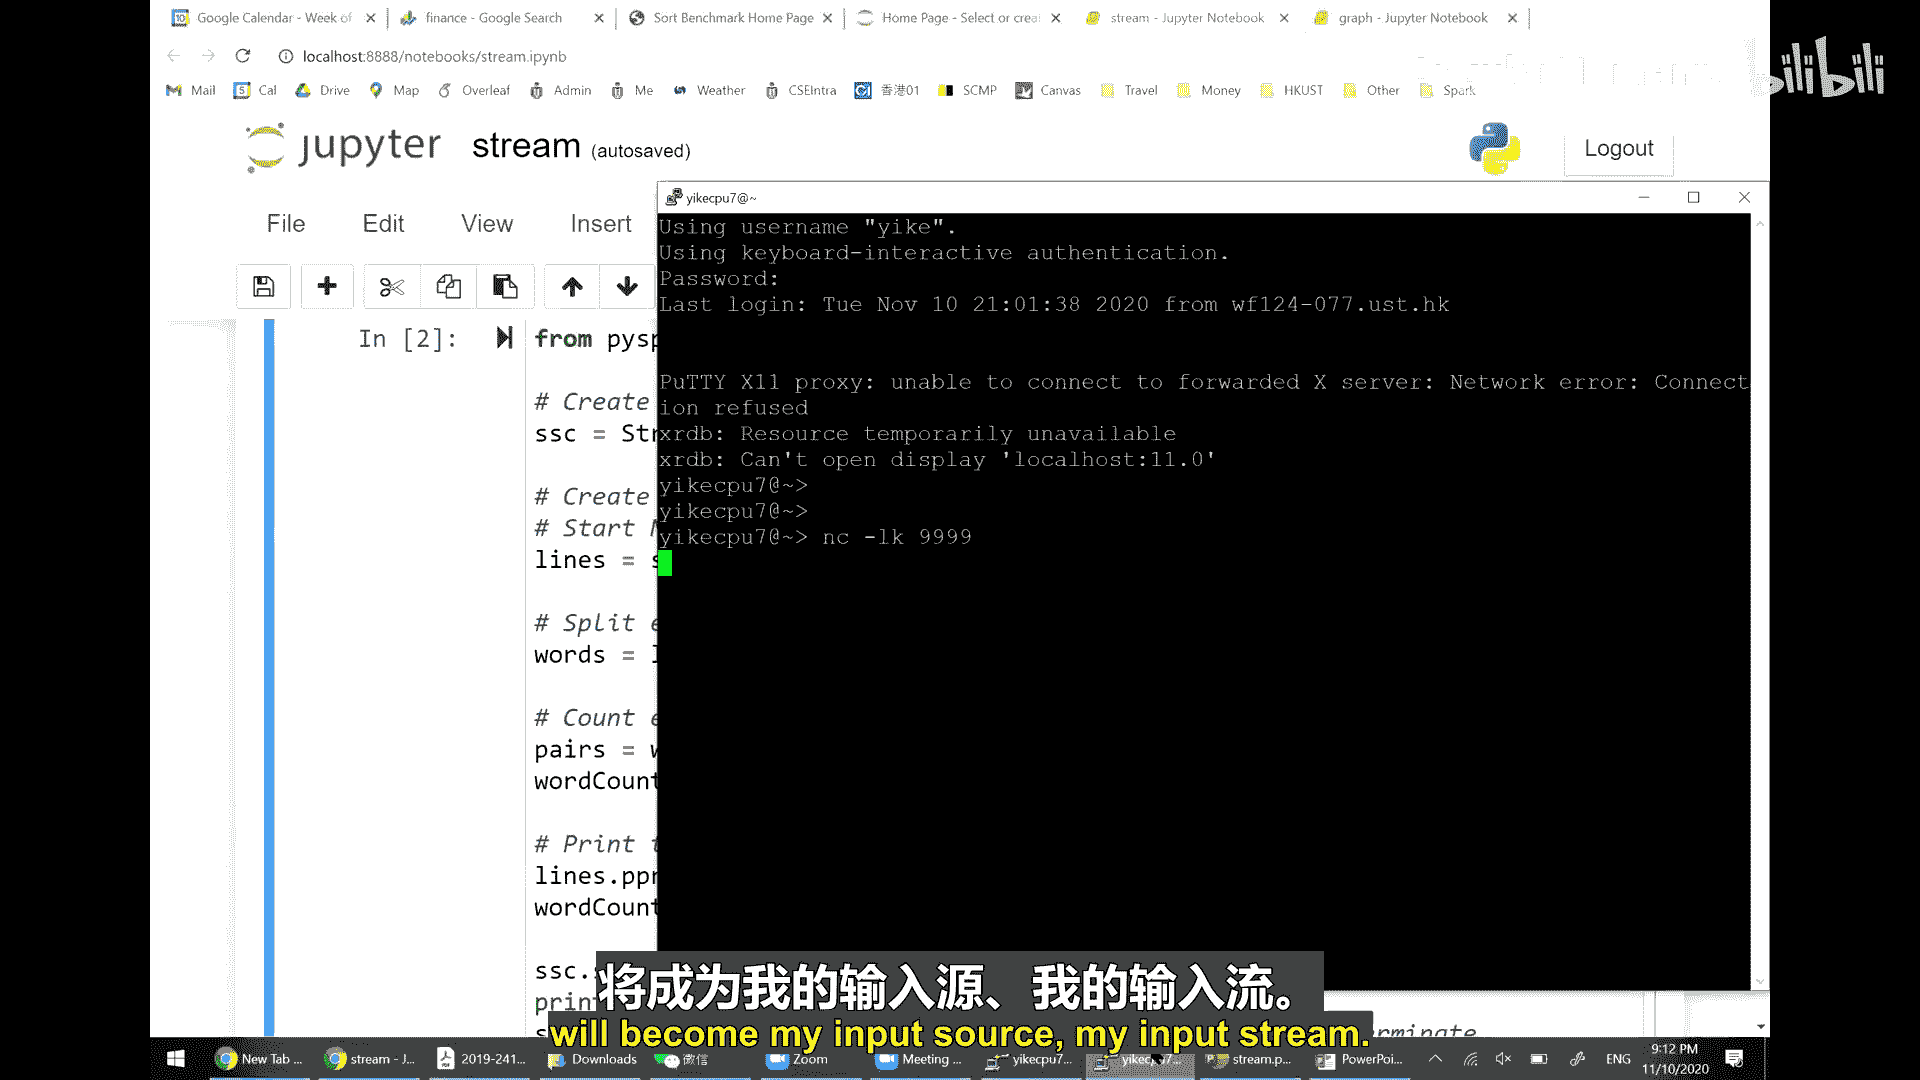 Google Calendar - Week of
finance - Google Search
Sort Benchmark Home Page
Home Page - Select or crea
stream - Jupyter Notebook
graph - Jupyter Notebook
localhost:8888/notebooks/stream.ipynb
bilibili
Mail
Cal
Drive
Map
Overleaf
Admin
Me
Weather
CSEIntra
香港01
SCMP
Canvas
Travel
Money
HKUST
Other
Spark
jupyter stream (autosaved)
Logout
File Edit View Insert
yikecpu7@~
Using username "yike".
Using keyboard-interactive authentication.
Password:
Last login: Tue Nov 10 21:01:38 2020 from wf124-077.ust.hk
PuTTY X11 proxy: unable to connect to forwarded X server: Network error: Connect
ion refused
xrdb: Resource temporarily unavailable
xrdb: Can't open display 'localhost:11.0'
yikecpu7@~>
yikecpu7@~>
yikecpu7@~> nc -lk 9999
In [2]:
from pysp
# Create
ssc = Str
# Create
# Start
lines =
# Split
words =
# Count
pairs =
wordCount
# Print
lines.ppr
wordCount
ssc.
prin
erminate
将成为我的输入源、我的输入流。
will become my input source, my input stream.
New Tab ...
stream - J...
2019-241...
Downloads
微信
Zoom
Meeting ...
yikecpu7...
yikecpu7...
stream.p...
PowerPoi...
ENG
9:12 PM
11/10/2020